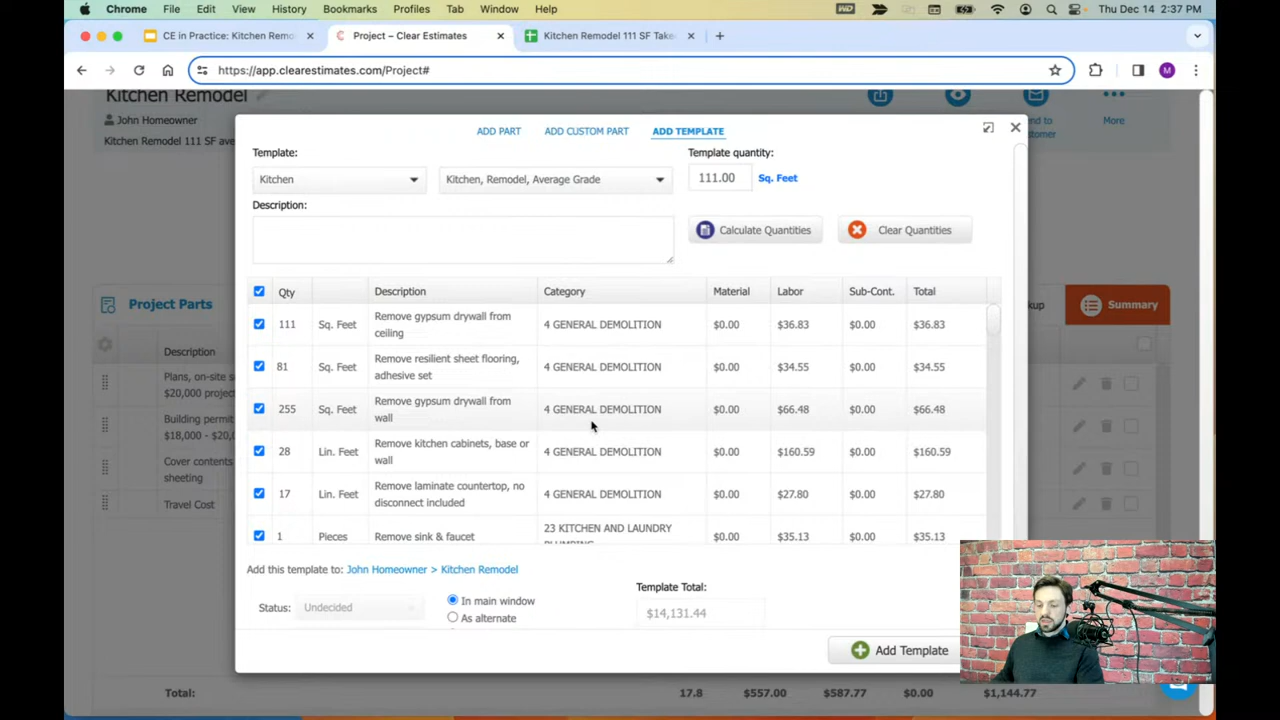 Chrome File Edit View History Bookmarks Profiles Tab Window Help Thu Dec 14 2:37 PM
CE in Practice: Kitchen Remo Project – Clear Estimates Kitchen Remodel 111 SF Take
https://app.clearestimates.com/Project#
M
Kitchen Remodel
John Homeowner
Kitchen Remodel 111 SF ave
nd to
stomer
More
ADD PART ADD CUSTOM PART ADD TEMPLATE
Template: Template quantity:
Kitchen Kitchen, Remodel, Average Grade 111.00 Sq. Feet
Description:
Calculate Quantities Clear Quantities
Qty Description Category Material Labor Sub-Cont. Total
111 Sq. Feet Remove gypsum drywall from ceiling 4 GENERAL DEMOLITION $0.00 $36.83 $0.00 $36.83
81 Sq. Feet Remove resilient sheet flooring, adhesive set 4 GENERAL DEMOLITION $0.00 $34.55 $0.00 $34.55
255 Sq. Feet Remove gypsum drywall from wall 4 GENERAL DEMOLITION $0.00 $66.48 $0.00 $66.48
28 Lin. Feet Remove kitchen cabinets, base or wall 4 GENERAL DEMOLITION $0.00 $160.59 $0.00 $160.59
17 Lin. Feet Remove laminate countertop, no disconnect included 4 GENERAL DEMOLITION $0.00 $27.80 $0.00 $27.80
1 Pieces Remove sink & faucet 23 KITCHEN AND LAUNDRY PLUMBING $0.00 $35.13 $0.00 $35.13
Add this template to: John Homeowner > Kitchen Remodel
Template Total:
Status: Undecided In main window $14,131.44
As alternate
Add Template
Project Parts
kup Summary
Description
Plans, on-site s
$20,000 project
Building permit
$18,000 - $20,
Cover contents
sheeting
Travel Cost
Total: 17.8 $557.00 $587.77 $0.00 $1,144.77